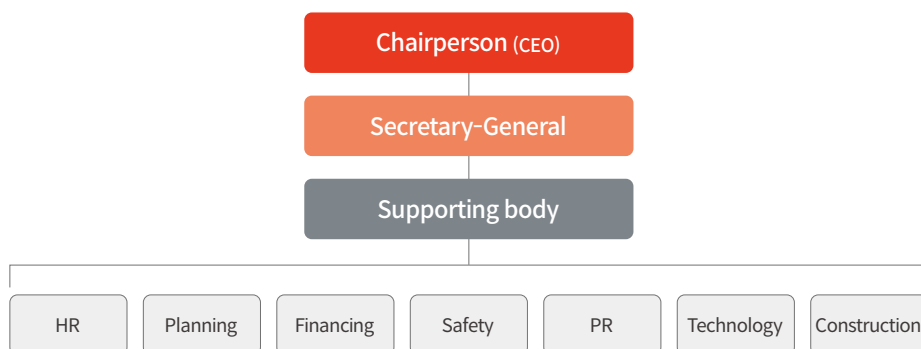 Chairperson (CEO)
Secretary-General
Supporting body
HR
Planning
Financing
Safety
PR
Technology
Construction